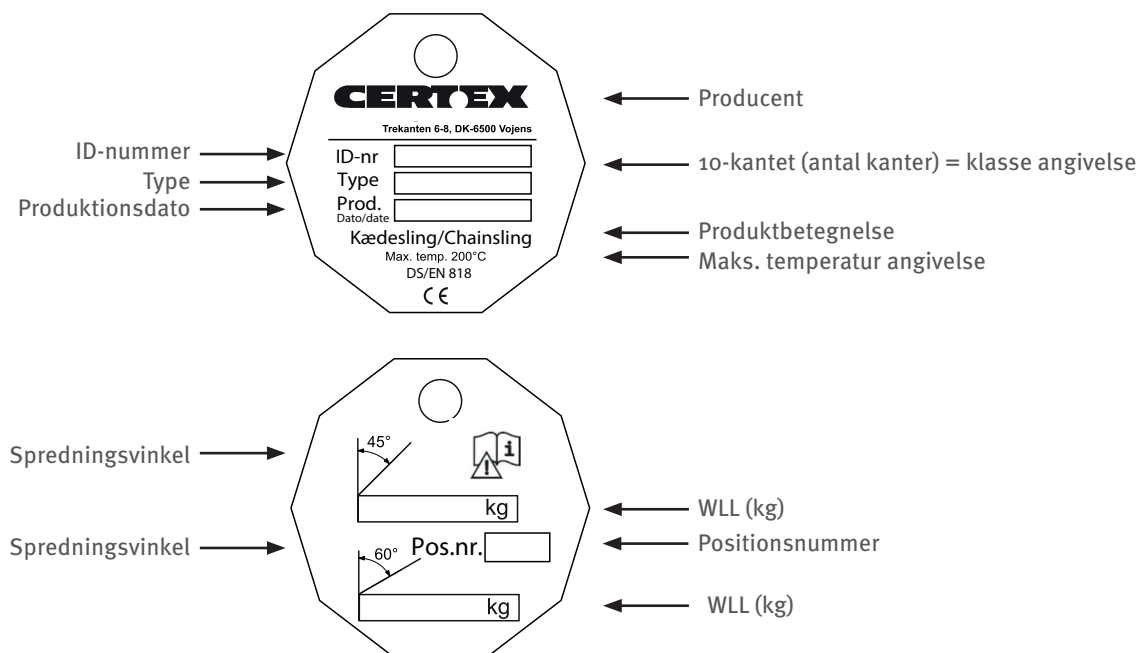 CERTEX
Producent
Trekanten 6-8, DK-6500 Vojens
ID-nummer
ID-nr
10-kantet (antal kanter) = klasse angivelse
Type
Type
Produktionsdato
Prod.
Dato/date
Kædesling/Chainsling
Produktbetegnelse
Max. temp. 200°C
Maks. temperatur angivelse
DS/EN 818
CE
45°
i
!
Spredningsvinkel
kg
WLL (kg)
Spredningsvinkel
60°
Pos.nr.
Positionsnummer
kg
WLL (kg)